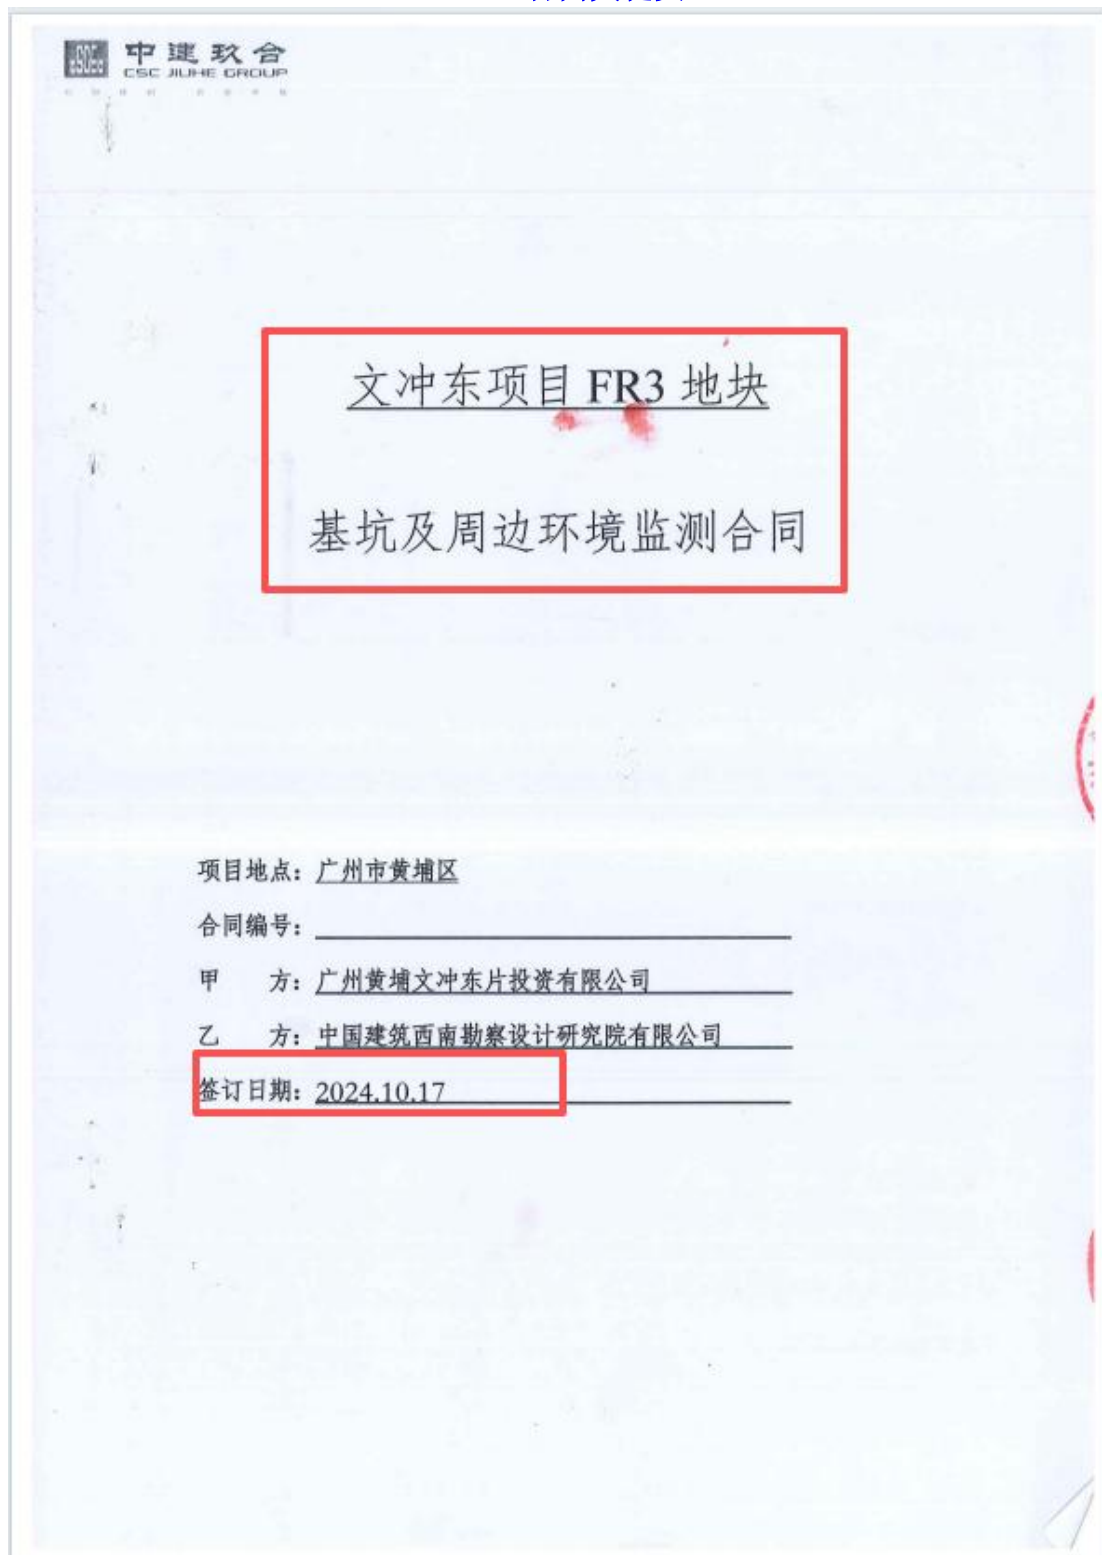 中建玖合
CSC JIUHE GROUP
文冲东项目 FR3 地块
基坑及周边环境监测合同
项目地点：广州市黄埔区
合同编号：
甲 方：广州黄埔文冲东片投资有限公司
乙 方：中国建筑西南勘察设计研究院有限公司
签订日期：2024.10.17